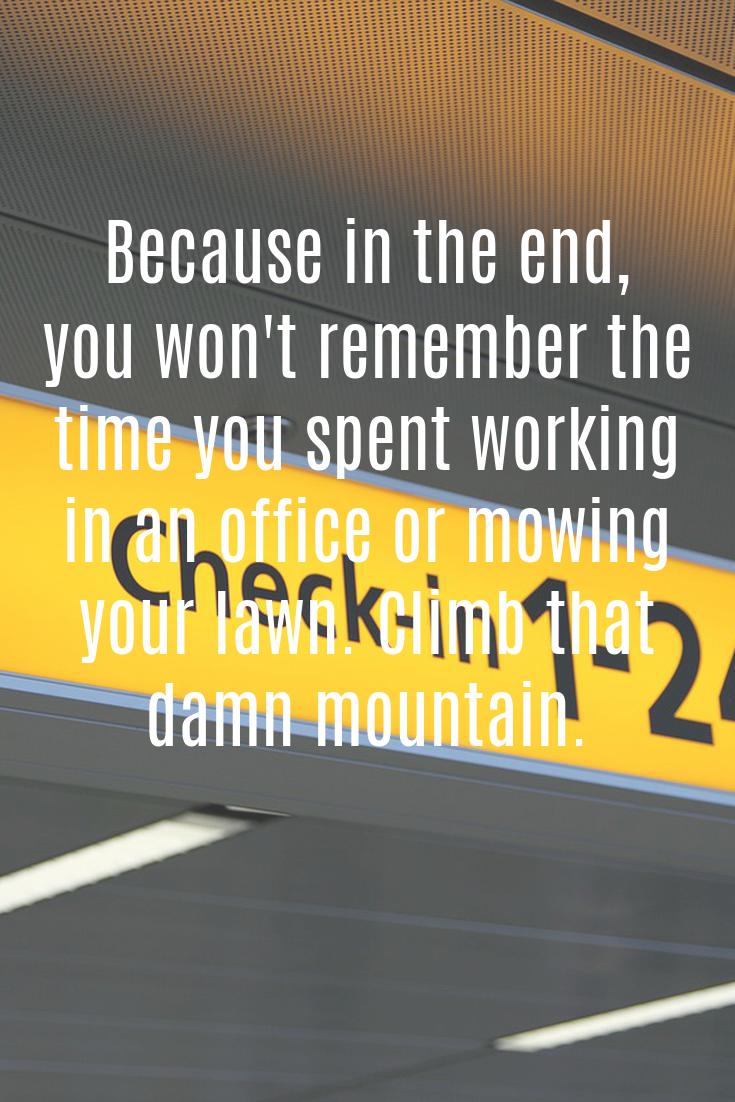 Because in the end,
you won't remember the
time you spent working
in an office or mowing
your lawn. Climb that
damn mountain.
Check-in 1-24